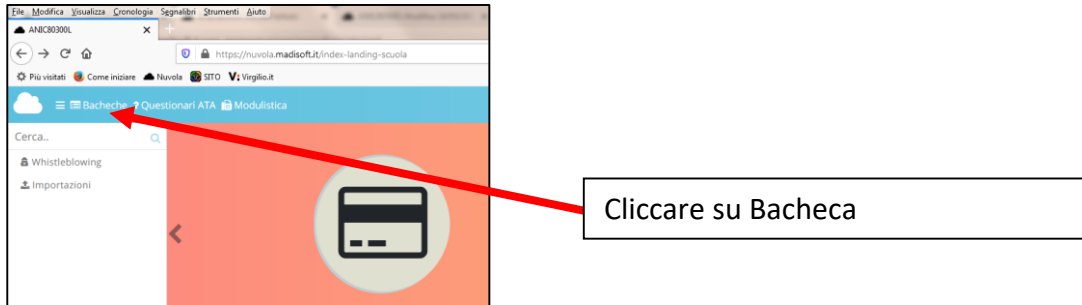 File Modifica Visualizza Cronologia Segnalibri Strumenti Aiuto
ANIC80300L
https://nuvola.madisoft.it/index-landing-scuola
Più visitati Come iniziare Nuvola SITO Virgilio.it
Bacheche ? Questionari ATA Modulistica
Cerca..
Whistleblowing
Importazioni
Cliccare su Bacheca